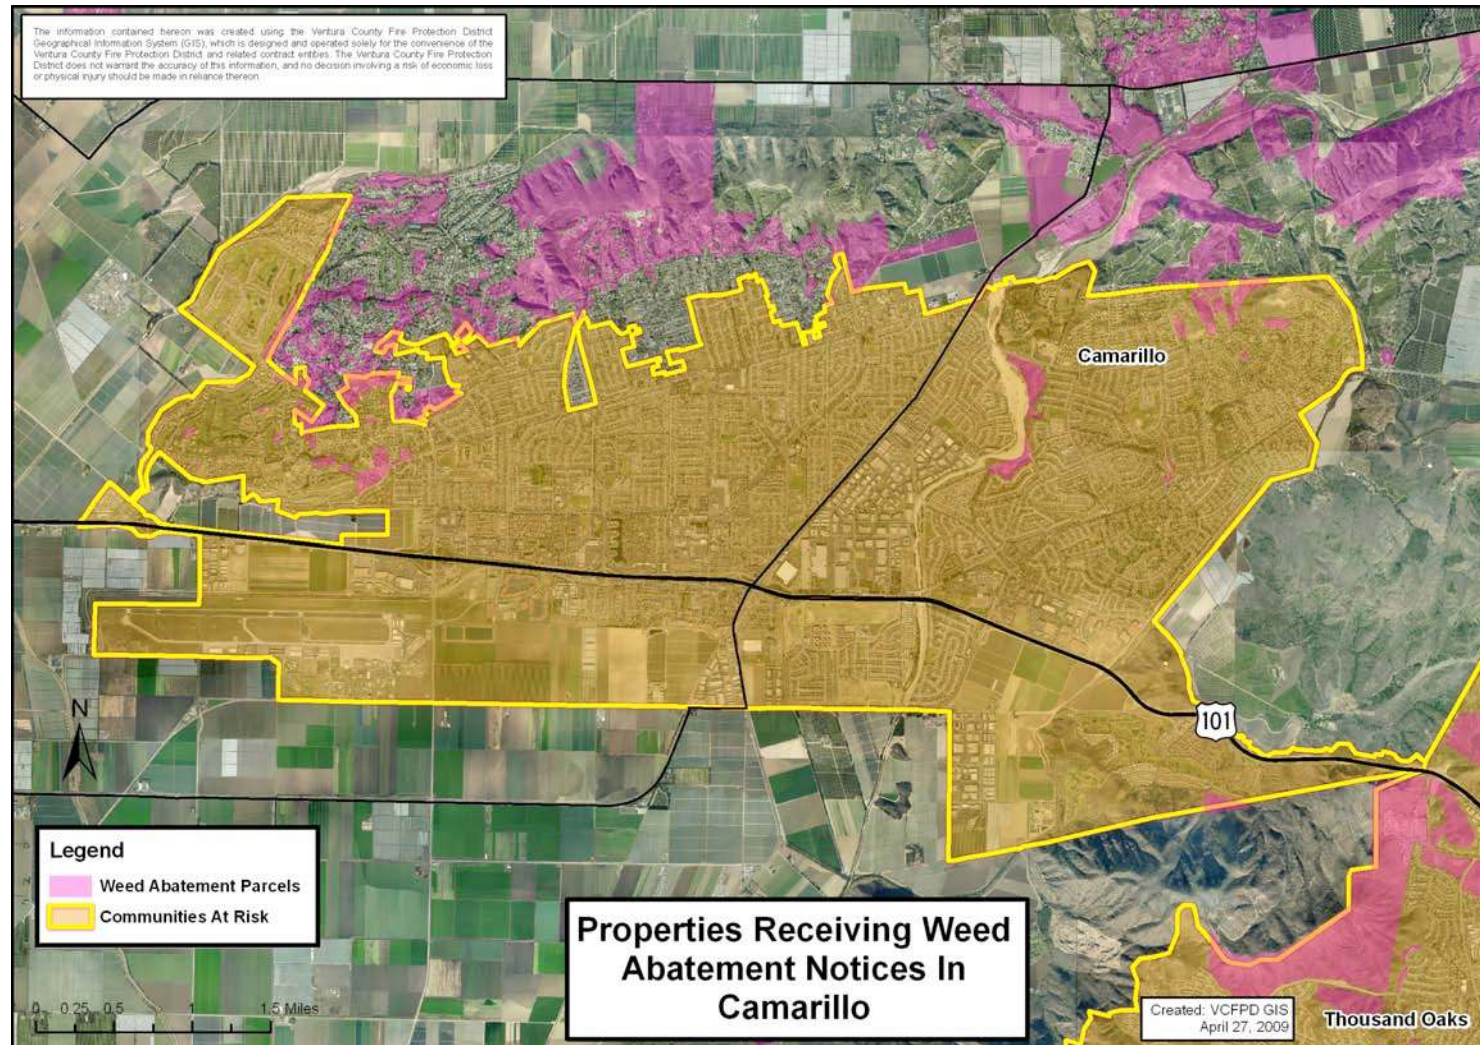 The information contained hereon was created using the Ventura County Fire Protection District
Geographical Information System (GIS), which is designed and operated solely for the convenience of the
Ventura County Fire Protection District and related contract entities. The Ventura County Fire Protection
District does not warrant the accuracy of this information, and no decision involving a risk of economic loss
or physical injury should be made in reliance thereon.
Camarillo
N
101
Legend
Weed Abatement Parcels
Communities At Risk
Properties Receiving Weed
Abatement Notices In
Camarillo
0 0.25 0.5 1 1.5 Miles
Created: VCFPD GIS
April 27, 2009
Thousand Oaks